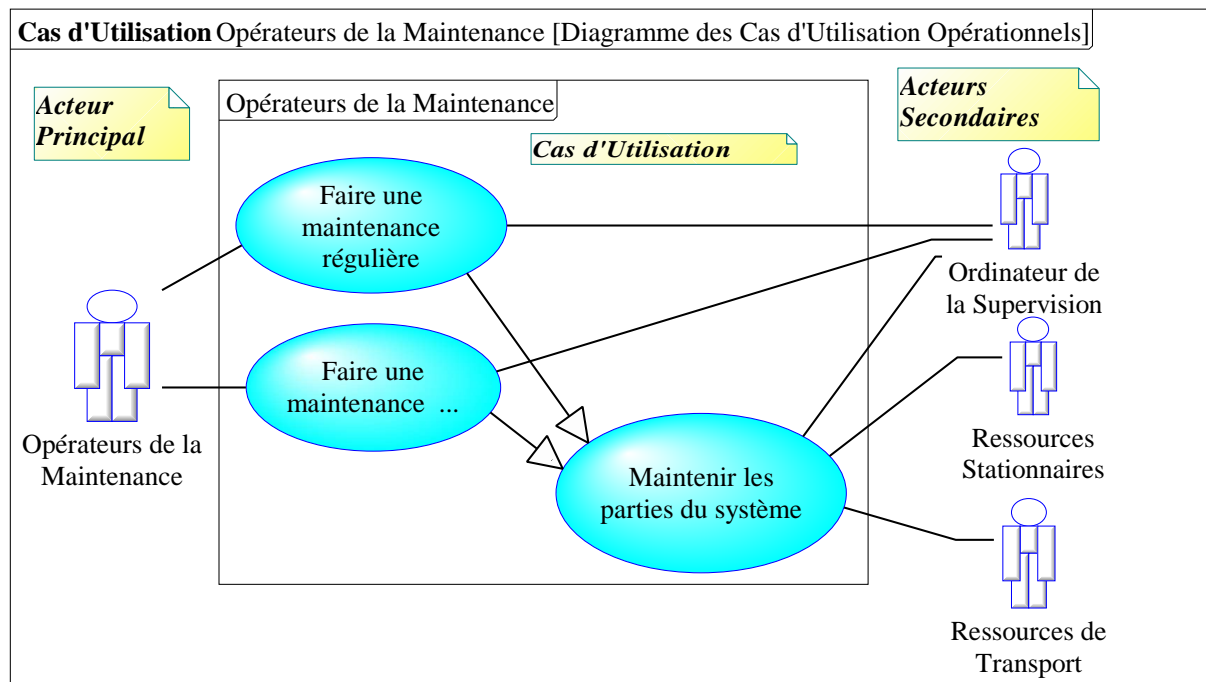 Cas d'Utilisation Opérateurs de la Maintenance [Diagramme des Cas d'Utilisation Opérationnels]
Acteur
Principal
Opérateurs de la Maintenance
Cas d'Utilisation
Acteurs
Secondaires
Faire une
maintenance
régulière
Faire une
maintenance ...
Maintenir les
parties du système
Opérateurs de la
Maintenance
Ordinateur de
la Supervision
Ressources
Stationnaires
Ressources de
Transport